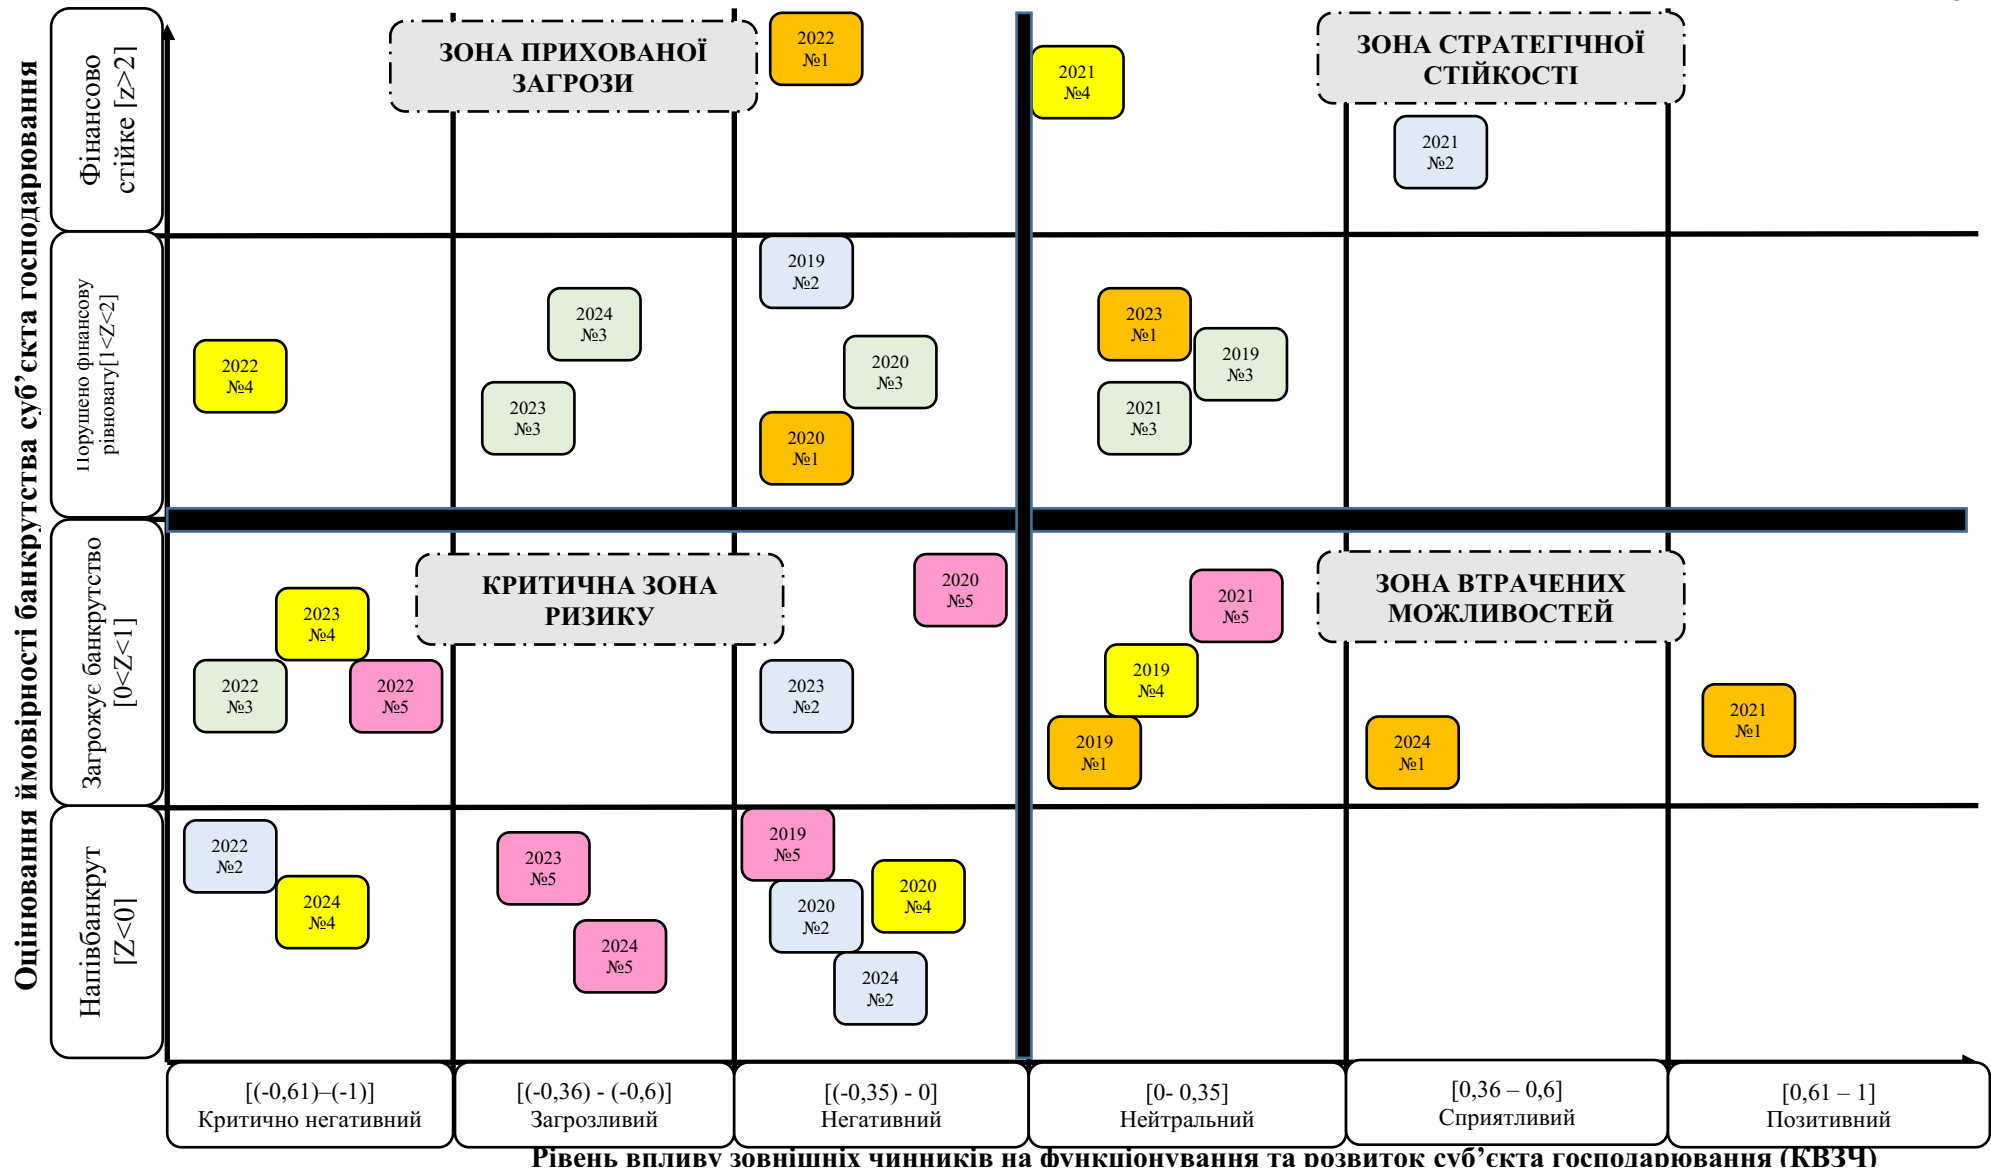 Оцінювання ймовірності банкрутства суб’єкта господарювання
Фінансово
стійке [z>2]
ЗОНА ПРИХОВАНОЇ
ЗАГРОЗИ
2022
№1
2021
№4
ЗОНА СТРАТЕГІЧНОЇ
СТІЙКОСТІ
2021
№2
Порушено фінансову
рівновагу[1<Z<2]
2022
№4
2024
№3
2023
№3
2019
№2
2020
№3
2020
№1
2023
№1
2019
№3
2021
№3
Загрожує банкрутство
[0<Z<1]
2023
№4
2022
№3
2022
№5
КРИТИЧНА ЗОНА
РИЗИКУ
2020
№5
2023
№2
2021
№5
2019
№4
2019
№1
ЗОНА ВТРАЧЕНИХ
МОЖЛИВОСТЕЙ
2024
№1
2021
№1
Напівбанкрут
[Z<0]
2022
№2
2024
№4
2023
№5
2024
№5
2019
№5
2020
№2
2020
№4
2024
№2
[(-0,61)–(-1)]
Критично негативний
[(-0,36) - (-0,6)]
Загрозливий
[(-0,35) - 0]
Негативний
[0- 0,35]
Нейтральний
[0,36 – 0,6]
Сприятливий
[0,61 – 1]
Позитивний
Рівень впливу зовнішніх чинників на функціонування та розвиток суб’єкта господарювання (КВЗЧ)